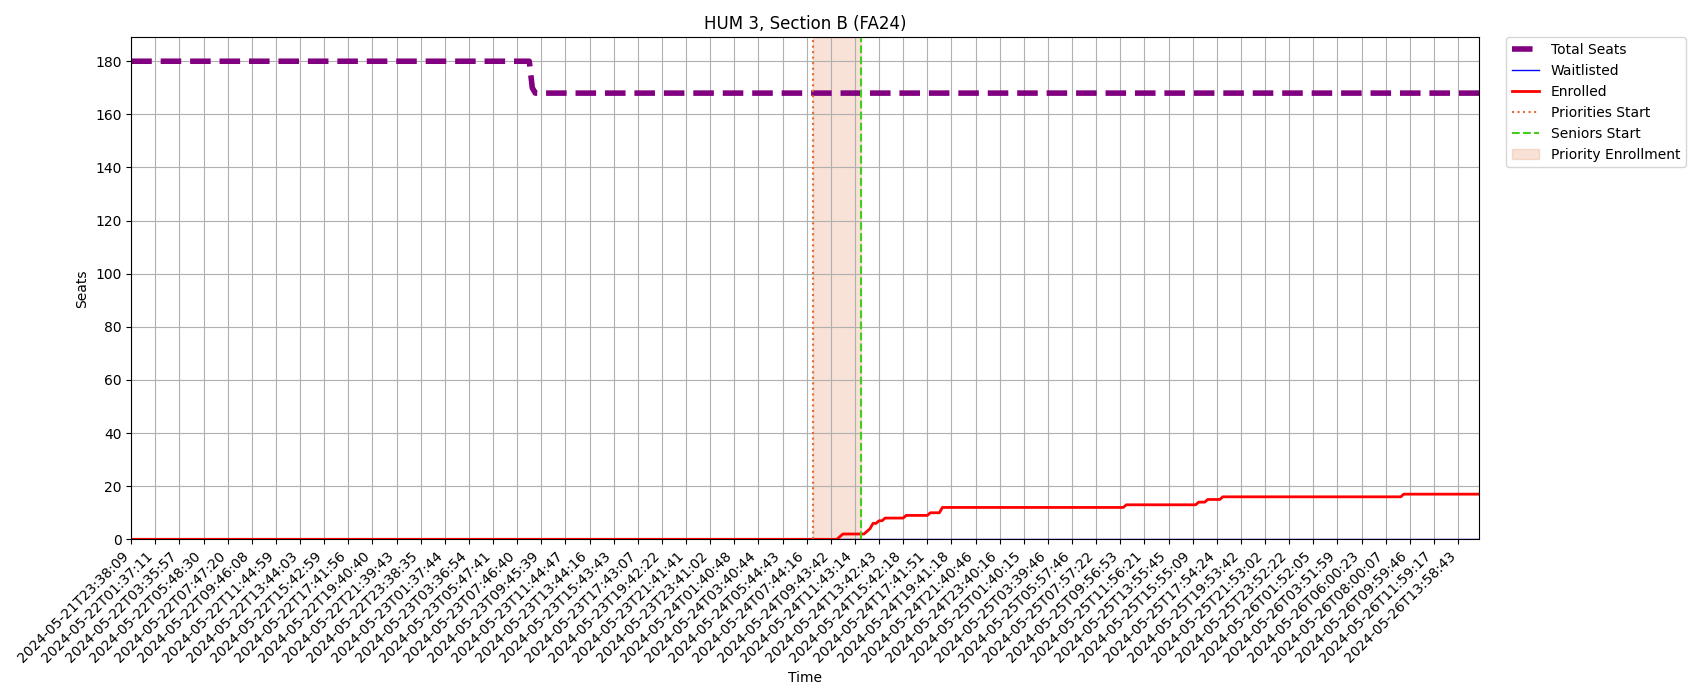 HUM 3, Section B (FA24)
Total Seats
Waitlisted
Enrolled
Priorities Start
Seniors Start
Priority Enrollment
Seats
180
160
140
120
100
80
60
40
20
0
2024-05-21T23:38:09
2024-05-22T01:37:11
2024-05-22T03:35:57
2024-05-22T05:48:30
2024-05-22T07:47:20
2024-05-22T09:46:08
2024-05-22T11:44:59
2024-05-22T13:44:03
2024-05-22T15:42:59
2024-05-22T17:41:56
2024-05-22T19:40:40
2024-05-22T21:39:43
2024-05-22T23:38:35
2024-05-23T01:37:44
2024-05-23T03:36:54
2024-05-23T05:47:41
2024-05-23T07:46:40
2024-05-23T09:45:39
2024-05-23T11:44:47
2024-05-23T13:44:16
2024-05-23T15:43:43
2024-05-23T17:43:07
2024-05-23T19:42:22
2024-05-23T21:41:41
2024-05-23T23:41:02
2024-05-24T01:40:48
2024-05-24T03:40:44
2024-05-24T05:44:43
2024-05-24T07:44:16
2024-05-24T09:43:42
2024-05-24T11:43:14
2024-05-24T13:42:43
2024-05-24T15:42:18
2024-05-24T17:41:51
2024-05-24T19:41:18
2024-05-24T21:40:46
2024-05-24T23:40:16
2024-05-25T01:40:15
2024-05-25T03:39:46
2024-05-25T05:57:46
2024-05-25T07:57:22
2024-05-25T09:56:53
2024-05-25T11:56:21
2024-05-25T13:55:45
2024-05-25T15:55:09
2024-05-25T17:54:24
2024-05-25T19:53:42
2024-05-25T21:53:02
2024-05-25T23:52:22
2024-05-26T01:52:05
2024-05-26T03:51:59
2024-05-26T06:00:23
2024-05-26T08:00:07
2024-05-26T09:59:46
2024-05-26T11:59:17
2024-05-26T13:58:43
Time